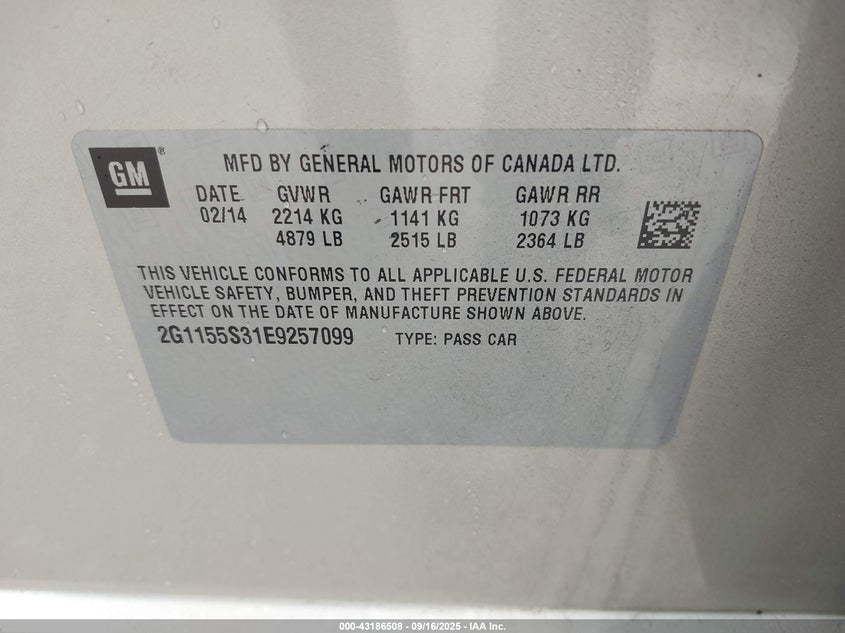 GM
MFD BY GENERAL MOTORS OF CANADA LTD.
DATE GVWR GAWR FRT GAWR RR
02/14 2214 KG 1141 KG 1073 KG
4879 LB 2515 LB 2364 LB
THIS VEHICLE CONFORMS TO ALL APPLICABLE U.S. FEDERAL MOTOR
VEHICLE SAFETY, BUMPER, AND THEFT PREVENTION STANDARDS IN
EFFECT ON THE DATE OF MANUFACTURE SHOWN ABOVE.
2G1155S31E9257099 TYPE: PASS CAR
000-43186508 - 09/16/2025 - IAA Inc.